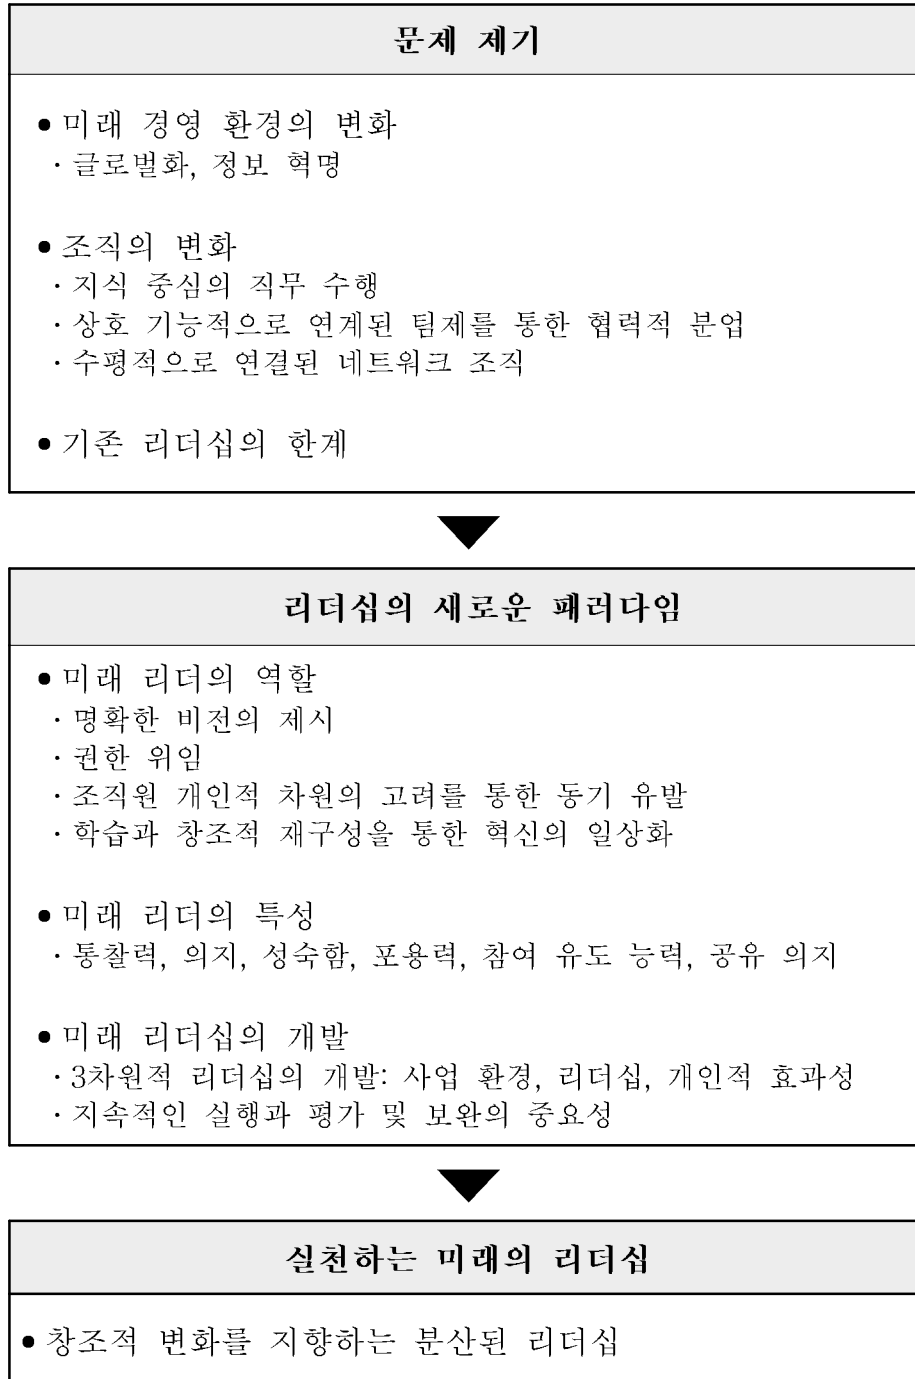 문제 제기
● 미래 경영 환경의 변화
· 글로벌화, 정보 혁명
● 조직의 변화
· 지식 중심의 직무 수행
· 상호 기능적으로 연계된 팀제를 통한 협력적 분업
· 수평적으로 연결된 네트워크 조직
● 기존 리더십의 한계
리더십의 새로운 패러다임
● 미래 리더의 역할
· 명확한 비전의 제시
· 권한 위임
· 조직원 개인적 차원의 고려를 통한 동기 유발
· 학습과 창조적 재구성을 통한 혁신의 일상화
● 미래 리더의 특성
· 통찰력, 의지, 성숙함, 포용력, 참여 유도 능력, 공유 의지
● 미래 리더십의 개발
· 3차원적 리더십의 개발: 사업 환경, 리더십, 개인적 효과성
· 지속적인 실행과 평가 및 보완의 중요성
실천하는 미래의 리더십
● 창조적 변화를 지향하는 분산된 리더십